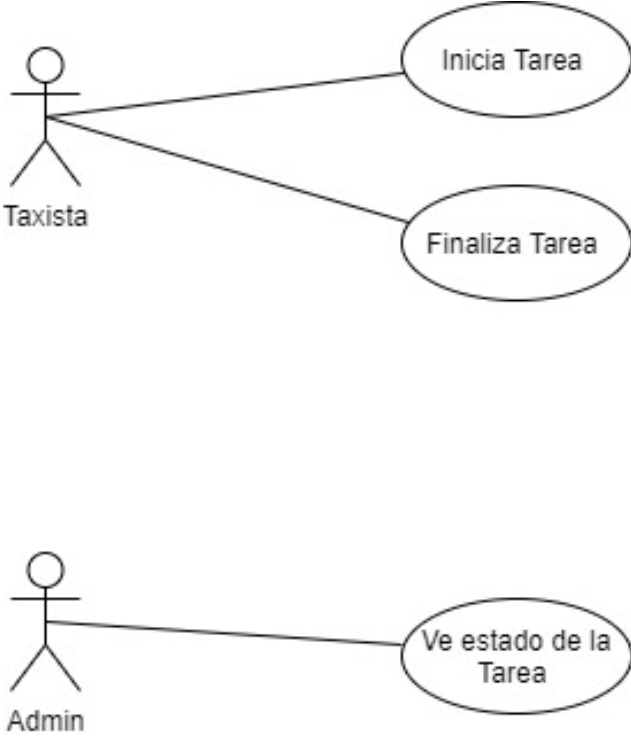 Inicia Tarea
Taxista
Finaliza Tarea
Ve estado de la
Tarea
Admin